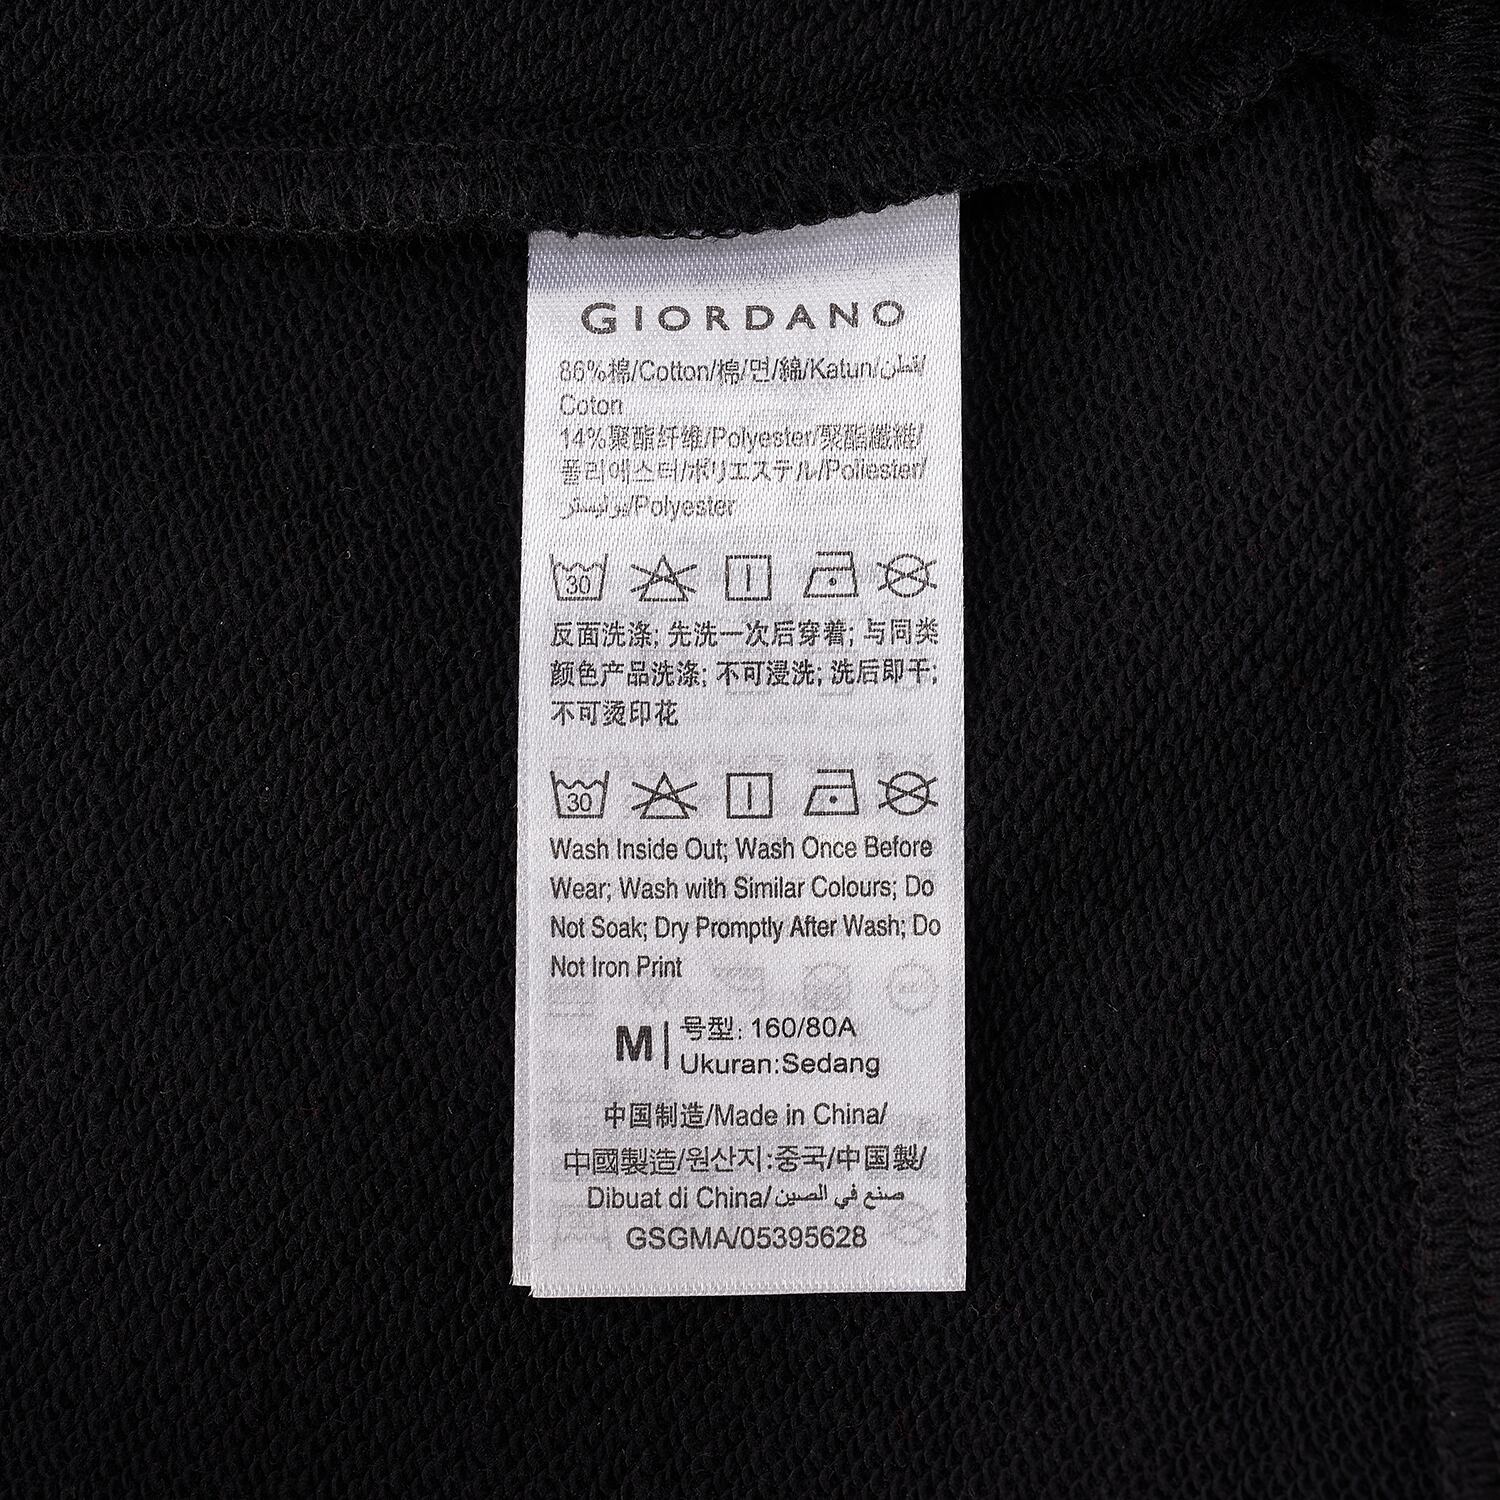 GIORDANO
86%棉/Cotton/棉/면/綿/Katun/قطن/
Coton
14%聚酯纤维/Polyester/聚酯纖維/
폴리에스터/ポリエステル/Poliester/
بوليستر/Polyester
30
反面洗涤; 先洗一次后穿着; 与同类
颜色产品洗涤; 不可浸洗; 洗后即干;
不可烫印花
30
Wash Inside Out; Wash Once Before
Wear; Wash with Similar Colours; Do
Not Soak; Dry Promptly After Wash; Do
Not Iron Print
M 号型: 160/80A
Ukuran:Sedang
中国制造/Made in China/
中國製造/원산지:중국/中国製/
Dibuat di China/صنع في الصين
GSGMA/05395628